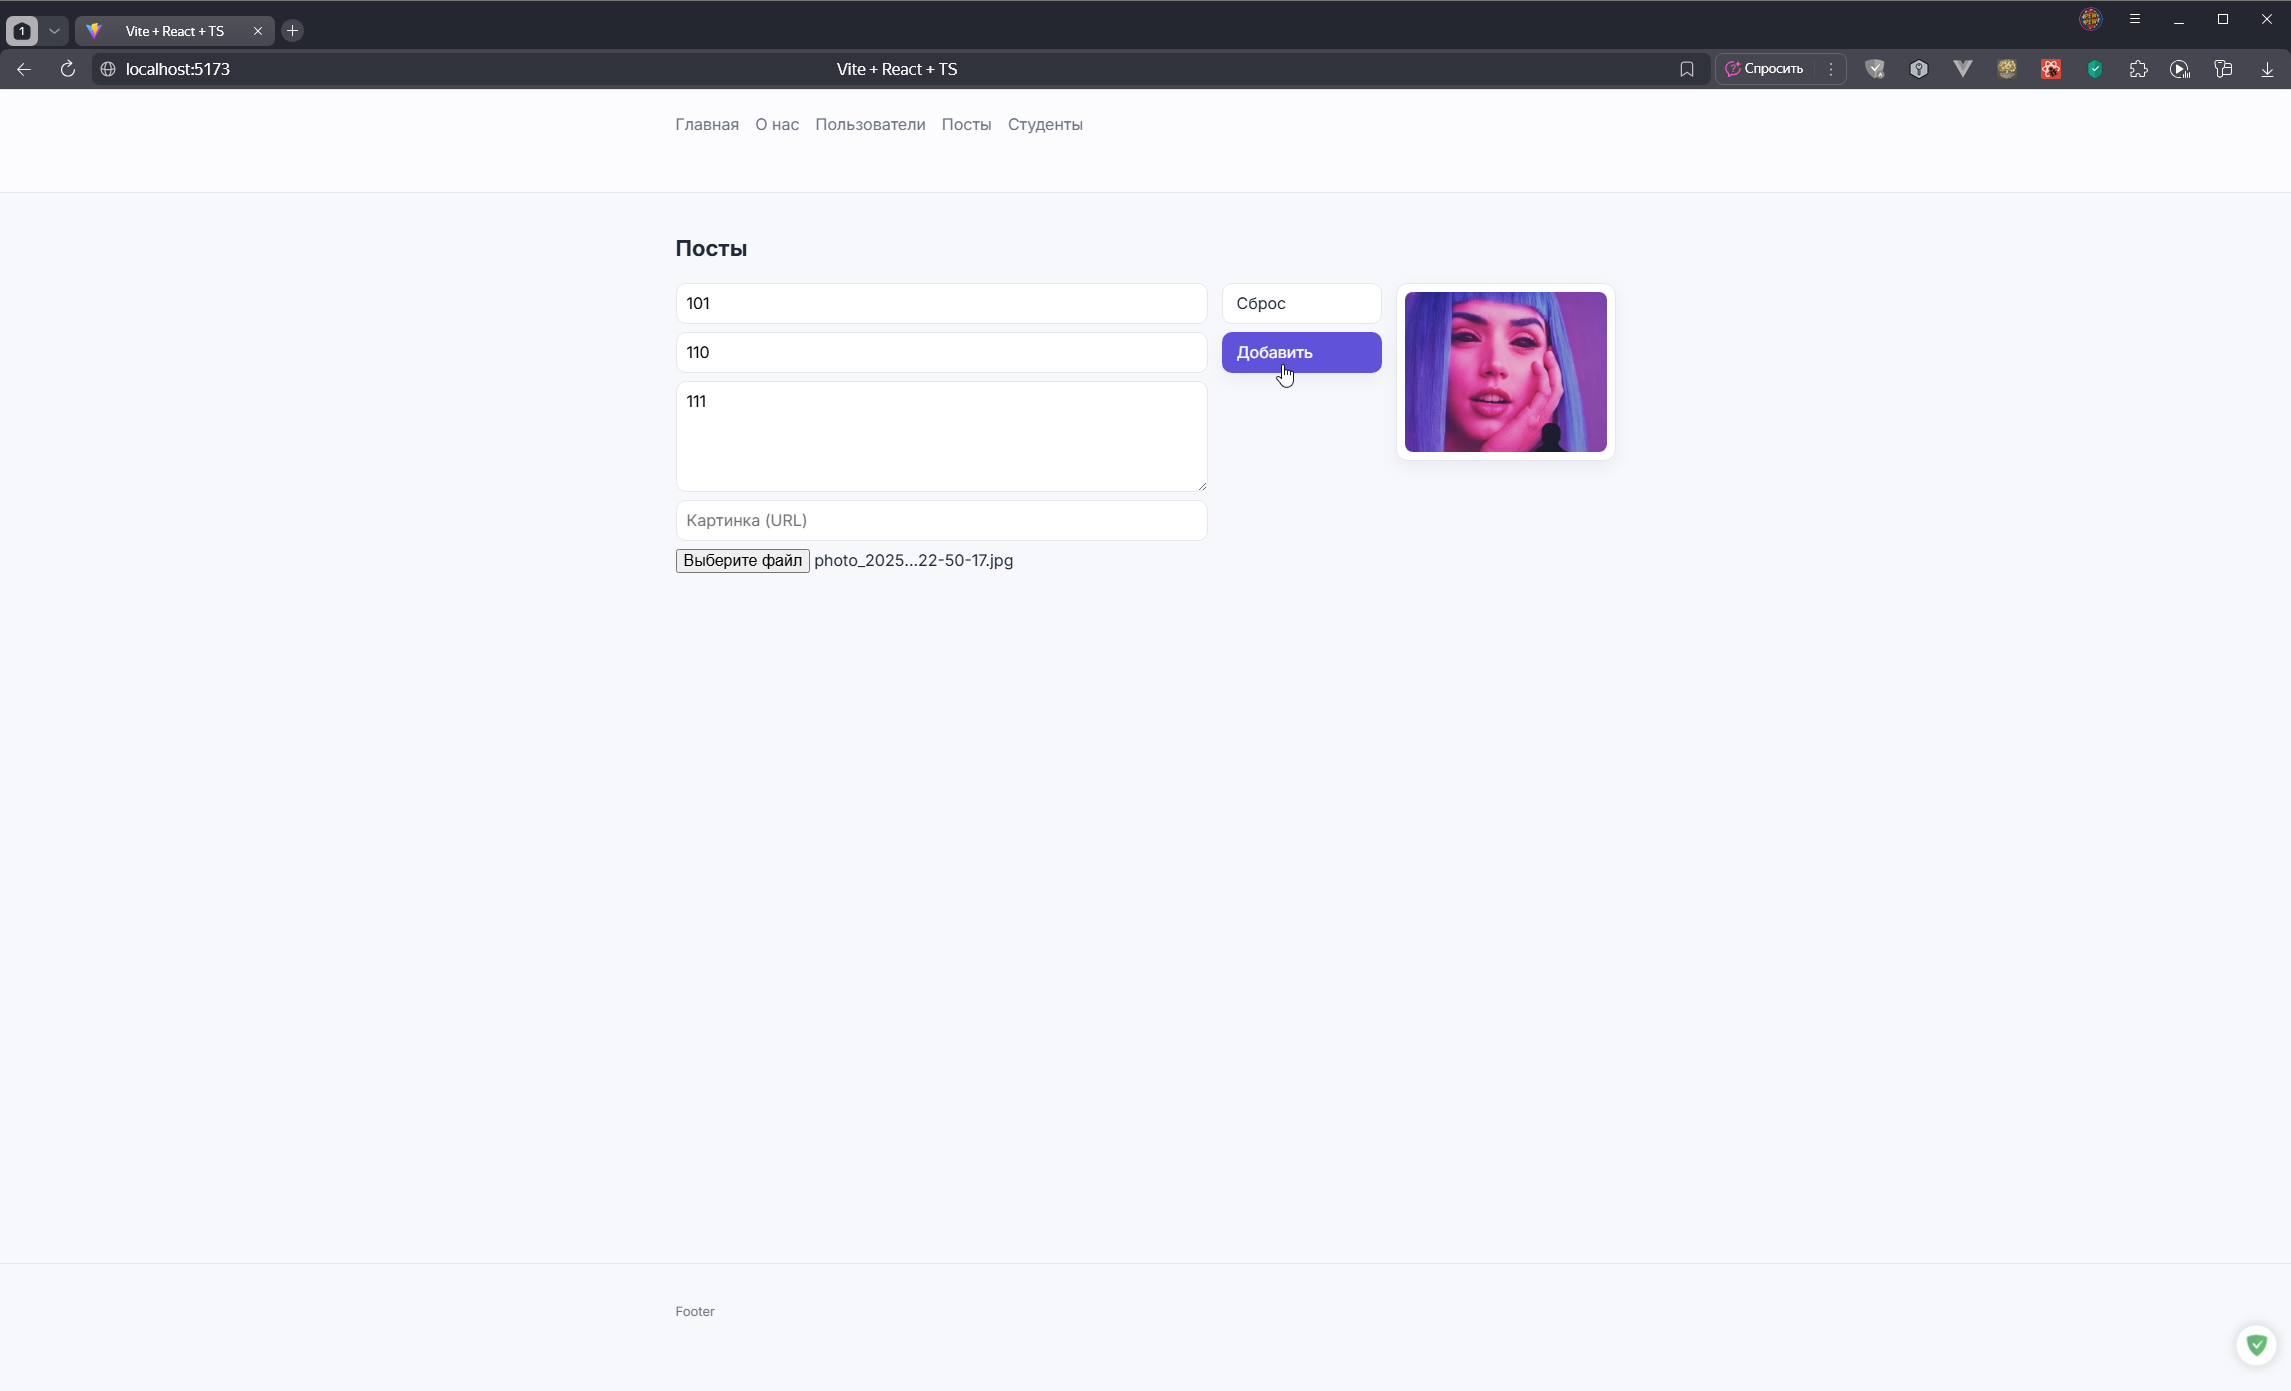 1
Vite + React + TS
localhost:5173
Vite + React + TS
Спросить
Главная О нас Пользователи Посты Студенты
Посты
101
Сброс
110
Добавить
111
Картинка (URL)
Выберите файл photo_2025...22-50-17.jpg
Footer